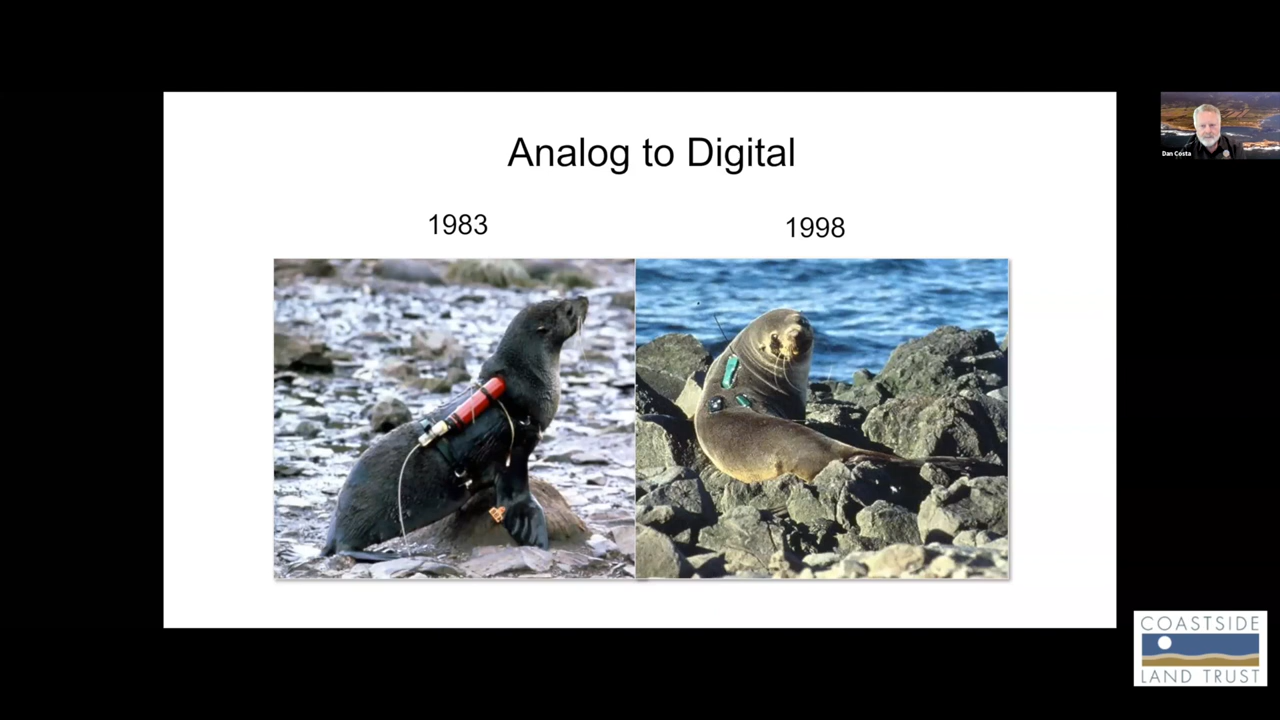 Analog to Digital
1983
1998
Dan Costa
COASTSIDE
LAND TRUST